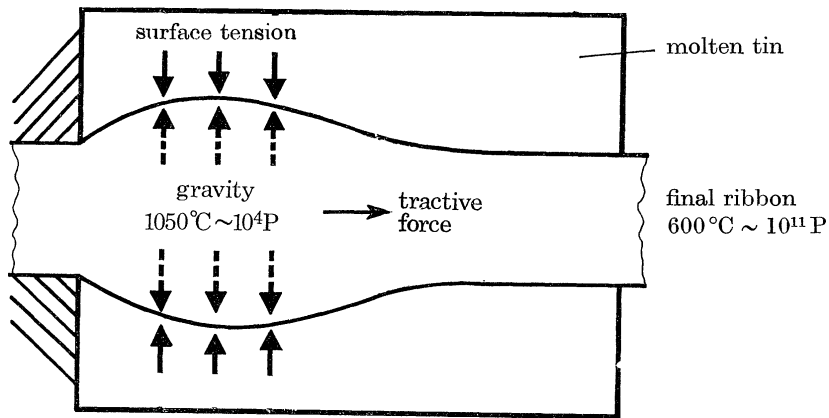 surface tension
molten tin
gravity
1050°C~10⁴P
tractive
force
final ribbon
600°C ~ 10¹¹ P